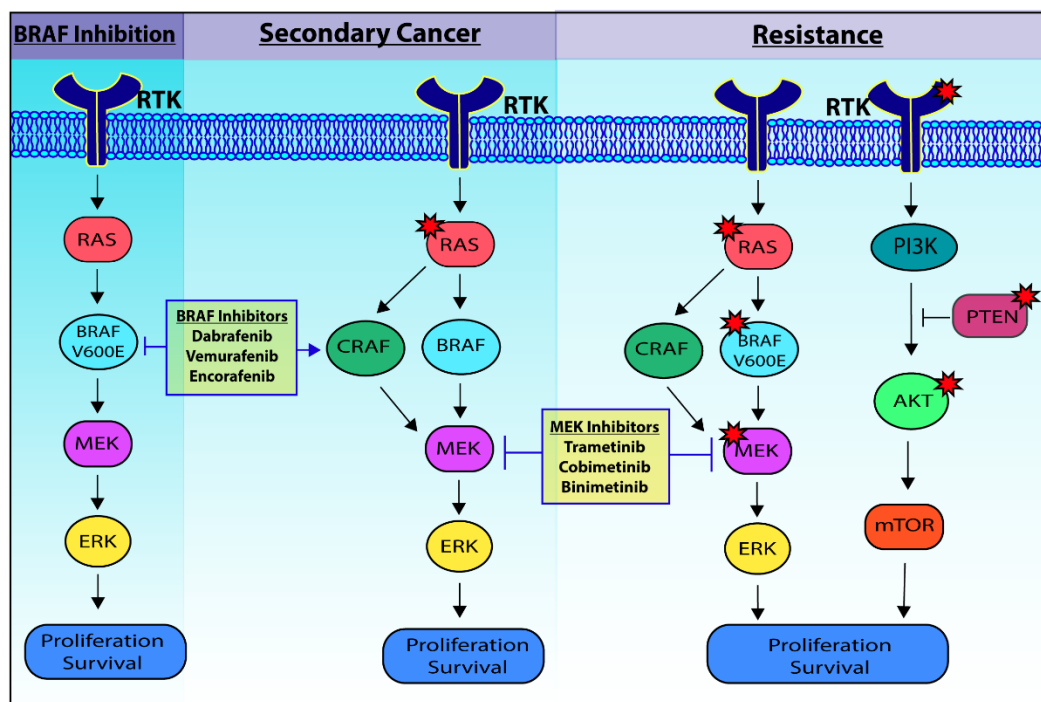 BRAF Inhibition
Secondary Cancer
Resistance
RTK
RTK
RTK
RAS
RAS
RAS
PI3K
BRAF
V600E
BRAF Inhibitors
Dabrafenib
Vemurafenib
Encorafenib
CRAF
BRAF
CRAF
BRAF
V600E
PTEN
AKT
MEK
MEK
MEK Inhibitors
Trametinib
Cobimetinib
Binimetinib
MEK
ERK
ERK
ERK
mTOR
Proliferation
Survival
Proliferation
Survival
Proliferation
Survival